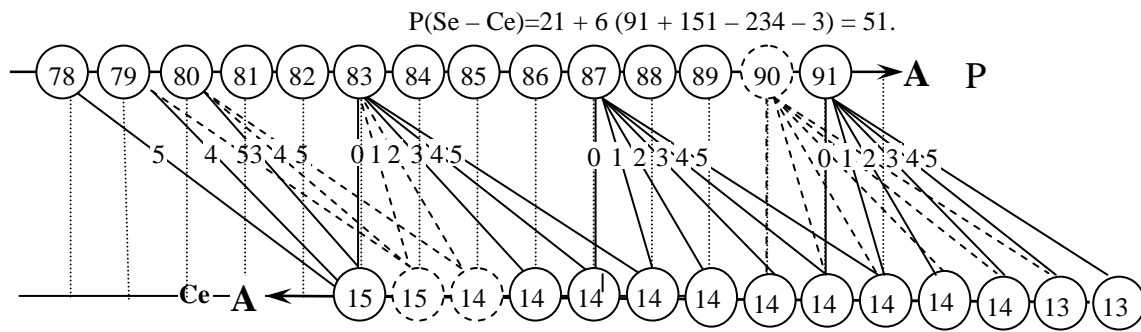 P(Se – Ce)=21 + 6 (91 + 151 – 234 – 3) = 51.
78 79 80 81 82 83 84 85 86 87 88 89 90 91 A P
5 4 5 3 4 5 0 1 2 3 4 5 0 1 2 3 4 5 0 1 2 3 4 5
Ce A 15 15 14 14 14 14 14 14 14 14 14 14 13 13